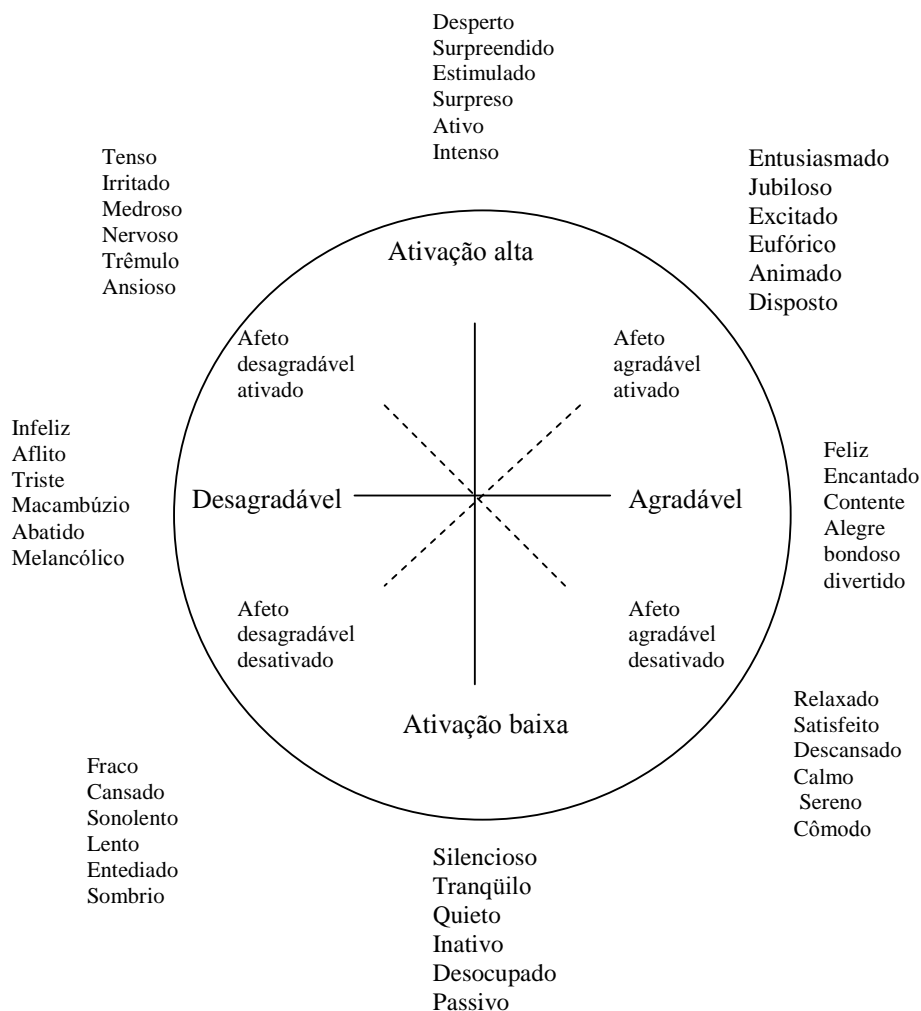 Desperto
Surpreendido
Estimulado
Surpreso
Ativo
Intenso
Tenso
Irritado
Medroso
Nervoso
Trêmulo
Ansioso
Entusiasmado
Jubiloso
Excitado
Eufórico
Animado
Disposto
Ativação alta
Afeto
desagradável
ativado
Afeto
agradável
ativado
Infeliz
Aflito
Triste
Macambúzio
Abatido
Melancólico
Desagradável
Agradável
Feliz
Encantado
Contente
Alegre
bondoso
divertido
Afeto
desagradável
desativado
Afeto
agradável
desativado
Ativação baixa
Relaxado
Satisfeito
Descansado
Calmo
Sereno
Cômodo
Fraco
Cansado
Sonolento
Lento
Entediado
Sombrio
Silencioso
Tranqüilo
Quieto
Inativo
Desocupado
Passivo